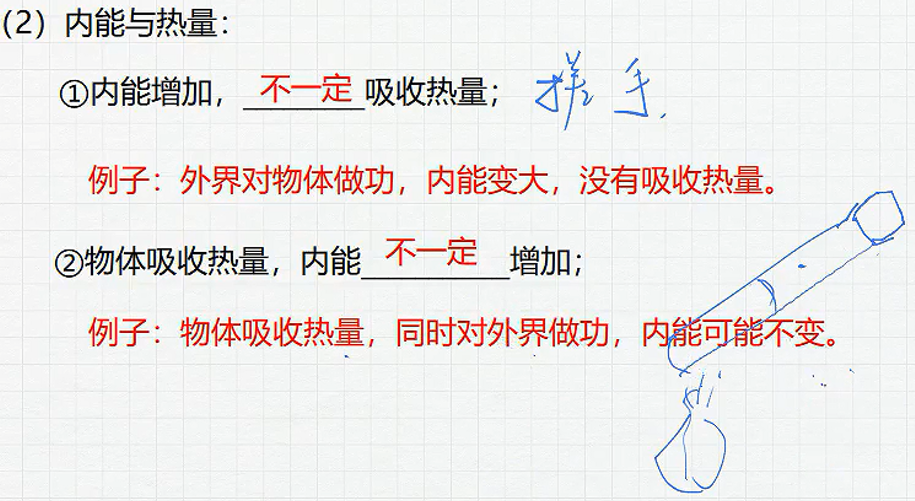 （2）内能与热量：
①内能增加，不一定吸收热量； 搓手
例子：外界对物体做功，内能变大，没有吸收热量。
②物体吸收热量，内能不一定增加；
例子：物体吸收热量，同时对外界做功，内能可能不变。